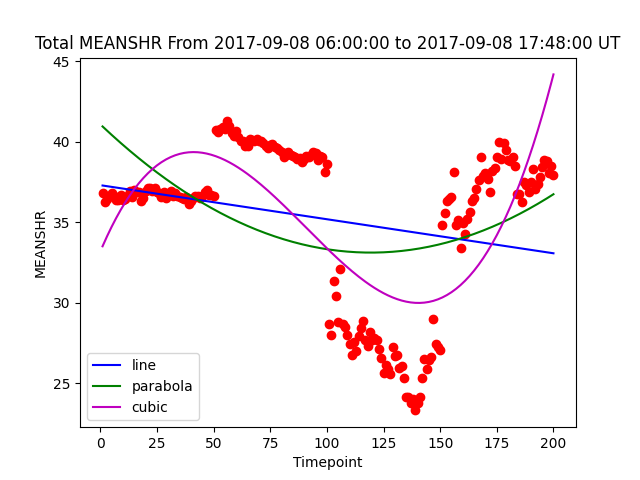 Total MEANSHR From 2017-09-08 06:00:00 to 2017-09-08 17:48:00 UT
45
40
35
30
25
MEANSHR
line
parabola
cubic
0 25 50 75 100 125 150 175 200
Timepoint